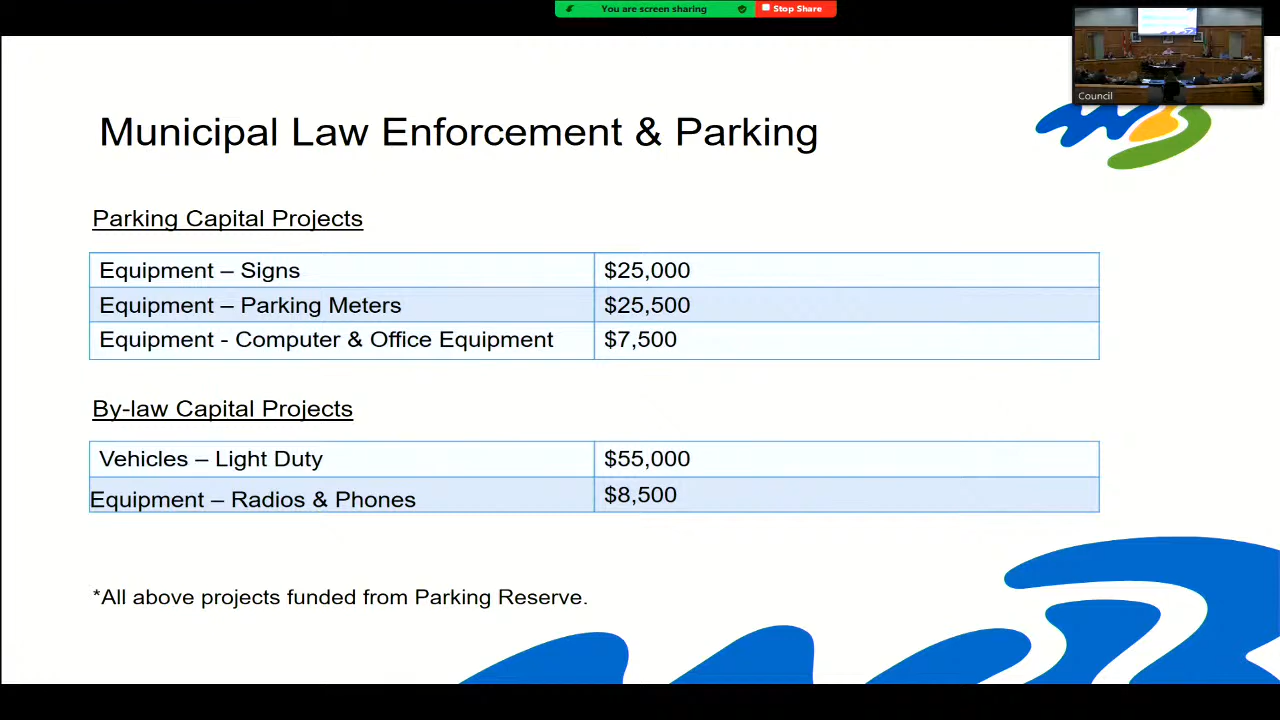 You are screen sharing Stop Share
Council
Municipal Law Enforcement & Parking
Parking Capital Projects
Equipment – Signs $25,000
Equipment – Parking Meters $25,500
Equipment - Computer & Office Equipment $7,500
By-law Capital Projects
Vehicles – Light Duty $55,000
Equipment – Radios & Phones $8,500
*All above projects funded from Parking Reserve.